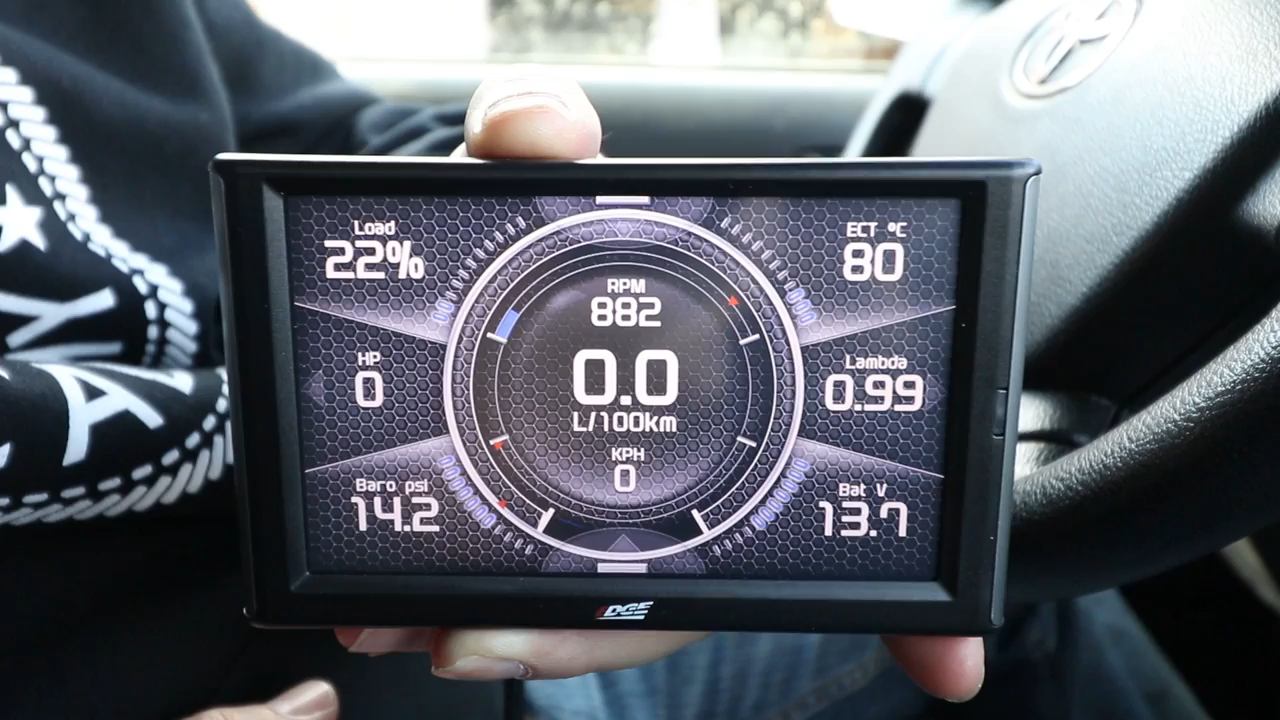 Load
22%
ECT °C
80
RPM
882
HP
0
0.0
L/100km
Lambda
0.99
KPH
0
Baro psi
14.2
Bat V
13.7
EDGE